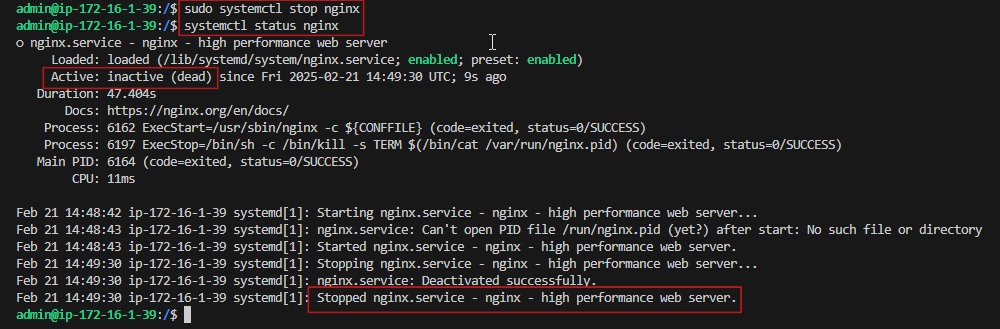 admin@ip-172-16-1-39:/$ sudo systemctl stop nginx
admin@ip-172-16-1-39:/$ systemctl status nginx
○ nginx.service - nginx - high performance web server
Loaded: loaded (/lib/systemd/system/nginx.service; enabled; preset: enabled)
Active: inactive (dead) since Fri 2025-02-21 14:49:30 UTC; 9s ago
Duration: 47.404s
Docs: https://nginx.org/en/docs/
Process: 6162 ExecStart=/usr/sbin/nginx -c ${CONFFILE} (code=exited, status=0/SUCCESS)
Process: 6197 ExecStop=/bin/sh -c /bin/kill -s TERM $(/bin/cat /var/run/nginx.pid) (code=exited, status=0/SUCCESS)
Main PID: 6164 (code=exited, status=0/SUCCESS)
CPU: 11ms
Feb 21 14:48:42 ip-172-16-1-39 systemd[1]: Starting nginx.service - nginx - high performance web server...
Feb 21 14:48:43 ip-172-16-1-39 systemd[1]: nginx.service: Can't open PID file /run/nginx.pid (yet?) after start: No such file or directory
Feb 21 14:48:43 ip-172-16-1-39 systemd[1]: Started nginx.service - nginx - high performance web server.
Feb 21 14:49:30 ip-172-16-1-39 systemd[1]: Stopping nginx.service - nginx - high performance web server...
Feb 21 14:49:30 ip-172-16-1-39 systemd[1]: nginx.service: Deactivated successfully.
Feb 21 14:49:30 ip-172-16-1-39 systemd[1]: Stopped nginx.service - nginx - high performance web server.
admin@ip-172-16-1-39:/$